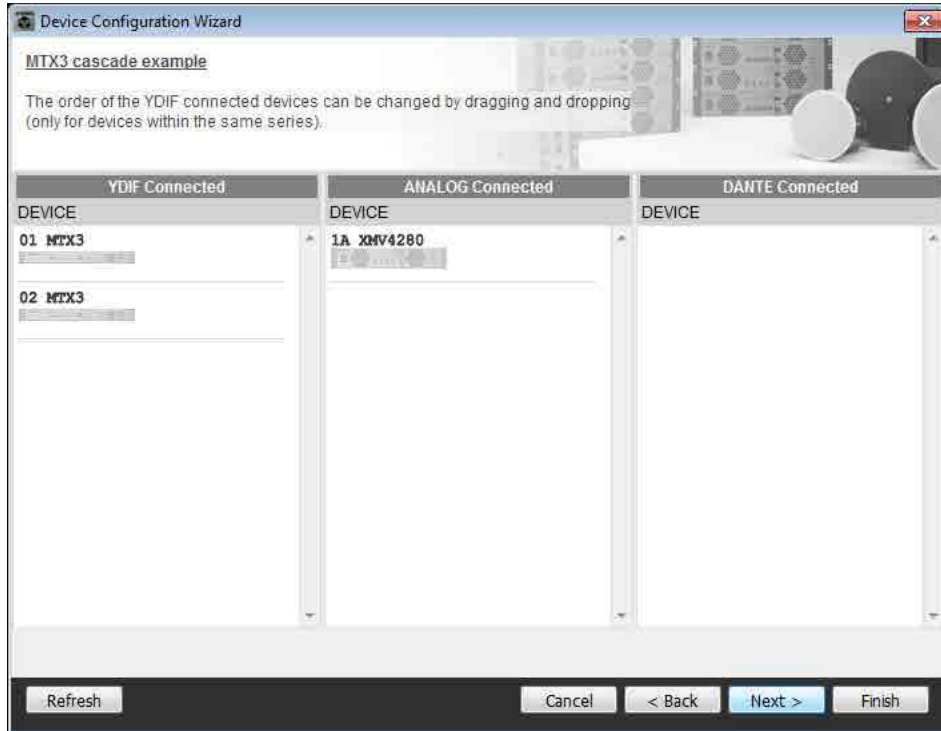 Device Configuration Wizard
MTX3 cascade example
The order of the YDIF connected devices can be changed by dragging and dropping
(only for devices within the same series).
YDIF Connected
ANALOG Connected
DANTE Connected
DEVICE
DEVICE
DEVICE
01 MTX3
1A XMV4280
02 MTX3
Refresh
Cancel
< Back
Next >
Finish